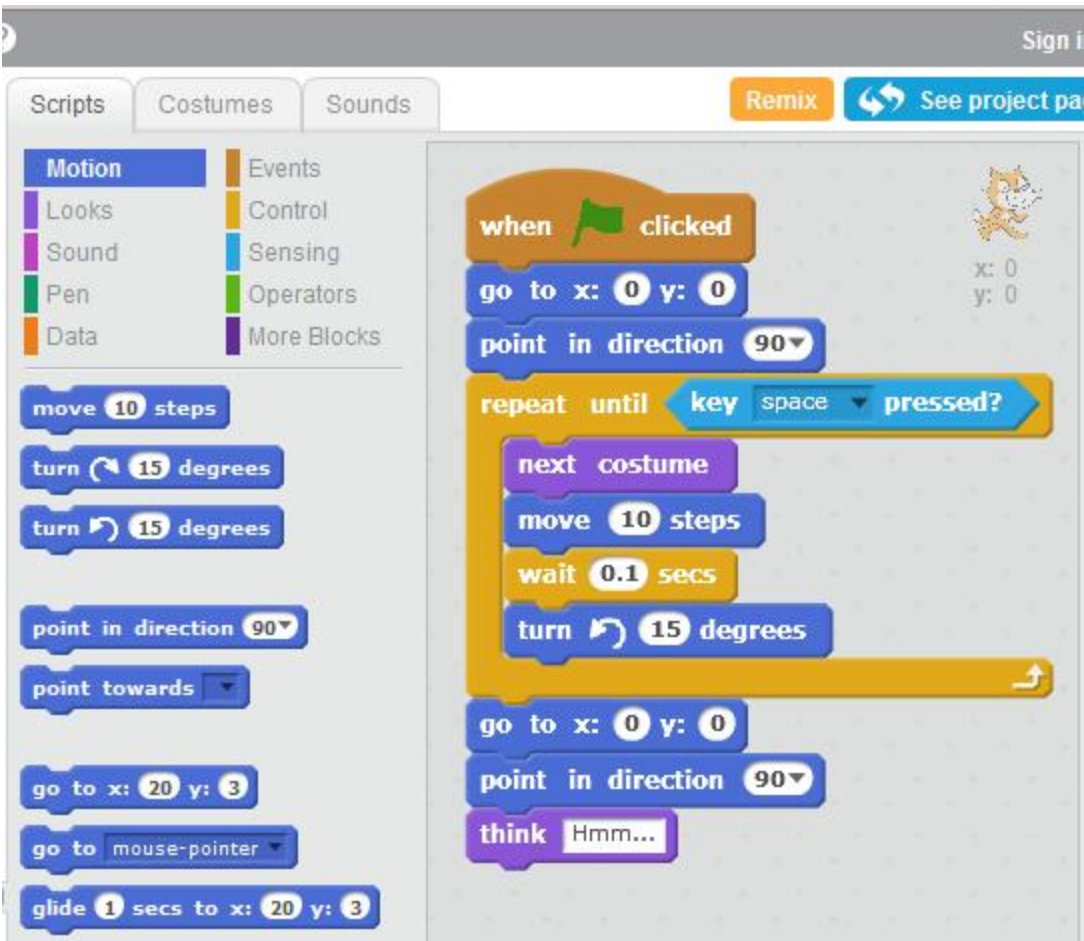 ?
Sign i
Scripts Costumes Sounds
Remix See project pa
Motion Events
Looks Control
Sound Sensing
Pen Operators
Data More Blocks
move 10 steps
turn 15 degrees
turn 15 degrees
point in direction 90
point towards
go to x: 20 y: 3
go to mouse-pointer
glide 1 secs to x: 20 y: 3
when clicked
go to x: 0 y: 0
point in direction 90
repeat until key space pressed?
next costume
move 10 steps
wait 0.1 secs
turn 15 degrees
go to x: 0 y: 0
point in direction 90
think Hmm...
x: 0
y: 0